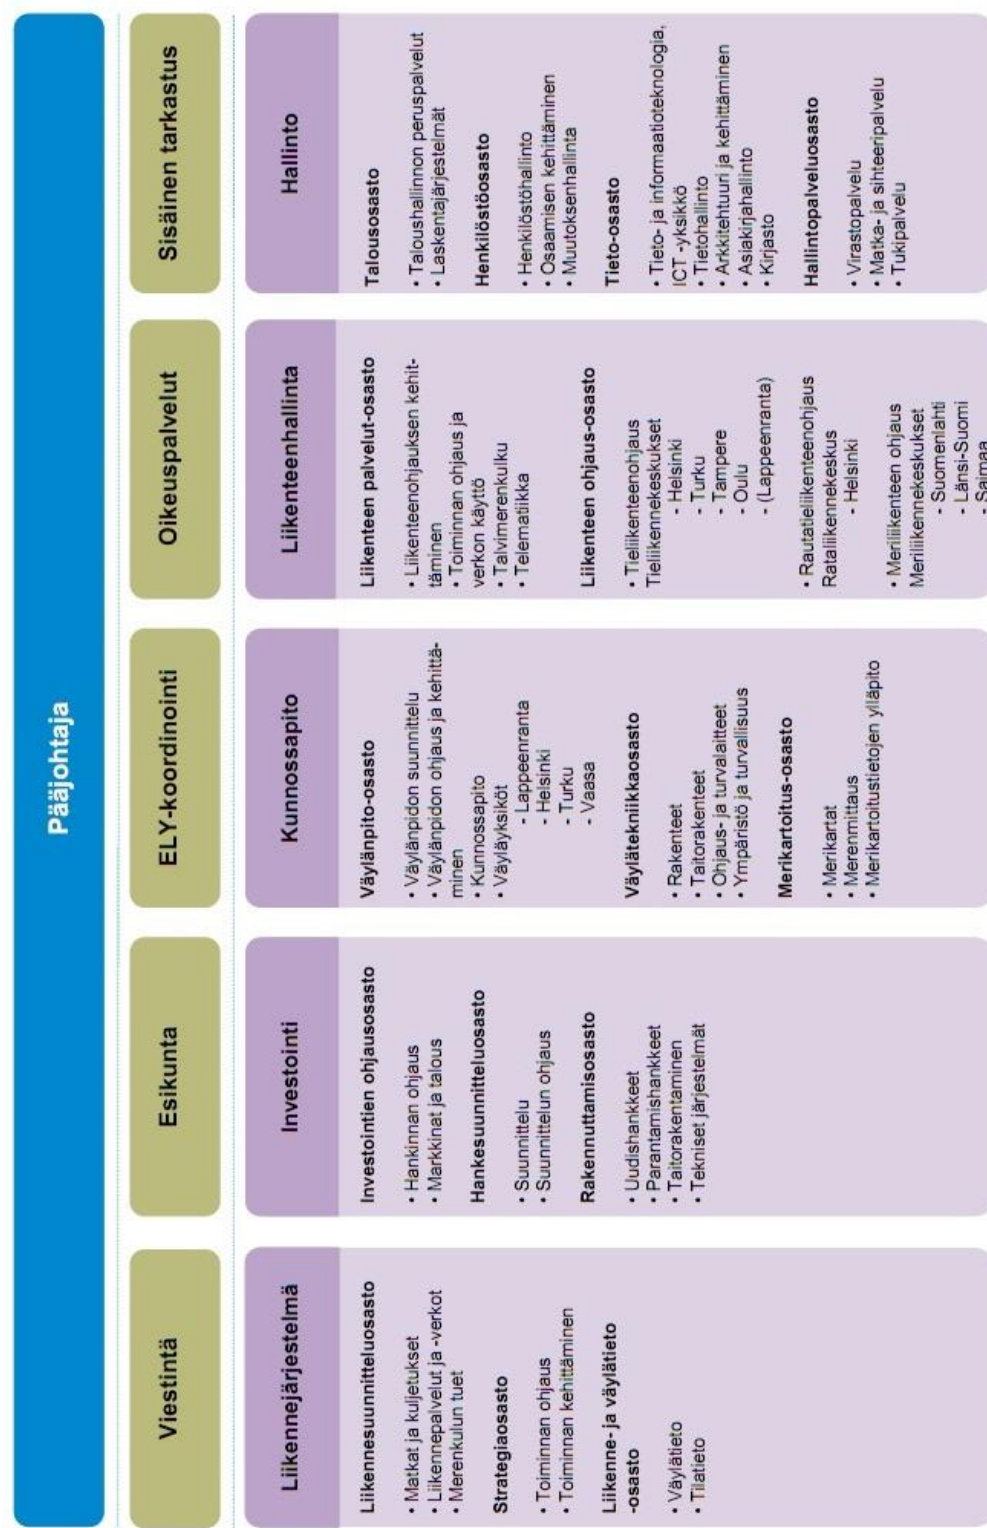 Pääjohtaja
Viestintä
Esikunta
ELY-koordinointi
Oikeuspalvelut
Sisäinen tarkastus
Liikennejärjestelmä
Liikennesuunnitteluosasto
• Matkat ja kuljetukset
• Liikennepalvelut ja -verkot
• Merenkulun tuet
Strategiaosasto
• Toiminnan ohjaus
• Toiminnan kehittäminen
Liikenne- ja väylätieto
-osasto
• Väylätieto
• Tilatieto
Investointi
Investointien ohjausosasto
• Hankinnan ohjaus
• Markkinat ja talous
Hankesuunnitteluosasto
• Suunnittelu
• Suunnittelun ohjaus
Rakennuttamisosasto
• Uudishankkeet
• Parantamishankkeet
• Taitorakentaminen
• Tekniset järjestelmät
Kunnossapito
Väylänpito-osasto
• Väylänpidon suunnittelu
• Väylänpidon ohjaus ja kehittä-
minen
• Kunnossapito
• Väyläyksiköt
- Lappeenranta
- Helsinki
- Turku
- Vaasa
Väylätekniikkaosasto
• Rakenteet
• Taitorakenteet
• Ohjaus- ja turvalaitteet
• Ympäristö ja turvallisuus
Merikartoitus-osasto
• Merikartat
• Merenmittaus
• Merikartoitustietojen ylläpito
Liikenteenhallinta
Liikenteen palvelut-osasto
• Liikenteenohjauksen kehit-
täminen
• Toiminnan ohjaus ja
verkon käyttö
• Talvimerenkulku
• Telematiikka
Liikenteen ohjaus-osasto
• Tieliikenteenohjaus
Tieliikennekeskukset
- Helsinki
- Turku
- Tampere
- Oulu
- (Lappeenranta)
• Rautatieliikenteenohjaus
Rataliikennekeskus
- Helsinki
• Meriliikenteen ohjaus
Meriliikennekeskukset
- Suomenlahti
- Länsi-Suomi
- Saimaa
Hallinto
Talousosasto
• Taloushallinnon peruspalvelut
• Laskentajärjestelmät
Henkilöstöosasto
• Henkilöstöhallinto
• Osaamisen kehittäminen
• Muutoksenhallinta
Tieto-osasto
• Tieto- ja informaatioteknologia,
ICT -yksikkö
• Tietohallinto
• Arkkitehtuuri ja kehittäminen
• Asiakirjahallinto
• Kirjasto
Hallintopalveluosasto
• Virastopalvelu
• Matka- ja sihteeripalvelu
• Tukipalvelu